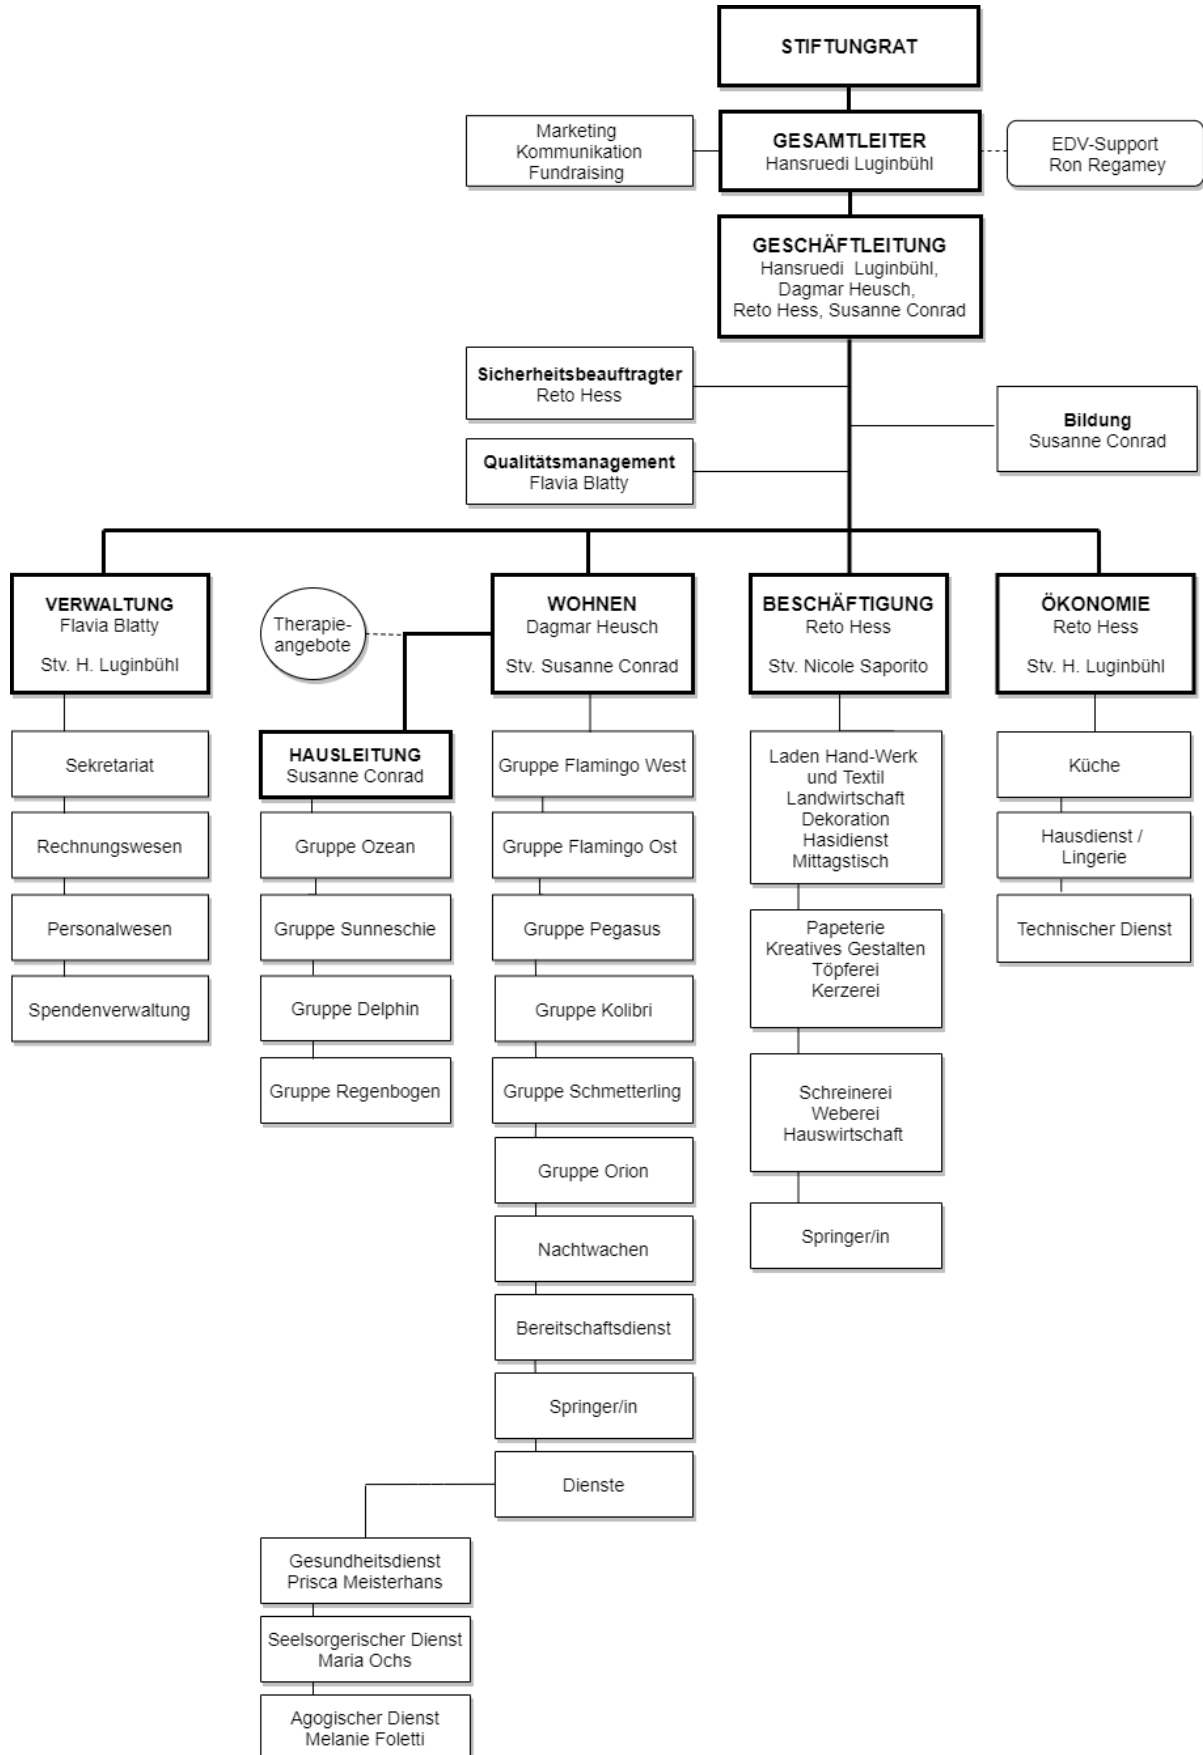 STIFTUNGRAT
Marketing
Kommunikation
Fundraising
GESAMTLEITER
Hansruedi Luginbühl
EDV-Support
Ron Regamey
GESCHÄFTLEITUNG
Hansruedi Luginbühl,
Dagmar Heusch,
Reto Hess, Susanne Conrad
Sicherheitsbeauftragter
Reto Hess
Bildung
Susanne Conrad
Qualitätsmanagement
Flavia Blatty
VERWALTUNG
Flavia Blatty
Stv. H. Luginbühl
Therapie-
angebote
WOHNEN
Dagmar Heusch
Stv. Susanne Conrad
BESCHÄFTIGUNG
Reto Hess
Stv. Nicole Saporito
ÖKONOMIE
Reto Hess
Stv. H. Luginbühl
Sekretariat
Rechnungswesen
Personalwesen
Spendenverwaltung
HAUSLEITUNG
Susanne Conrad
Gruppe Ozean
Gruppe Sunneschie
Gruppe Delphin
Gruppe Regenbogen
Gruppe Flamingo West
Gruppe Flamingo Ost
Gruppe Pegasus
Gruppe Kolibri
Gruppe Schmetterling
Gruppe Orion
Nachtwachen
Bereitschaftsdienst
Springer/in
Dienste
Laden Hand-Werk
und Textil
Landwirtschaft
Dekoration
Hasidienst
Mittagstisch
Papeterie
Kreatives Gestalten
Töpferei
Kerzerei
Schreinerei
Weberei
Hauswirtschaft
Springer/in
Küche
Hausdienst /
Lingerie
Technischer Dienst
Gesundheitsdienst
Prisca Meisterhans
Seelsorgerischer Dienst
Maria Ochs
Agogischer Dienst
Melanie Foletti